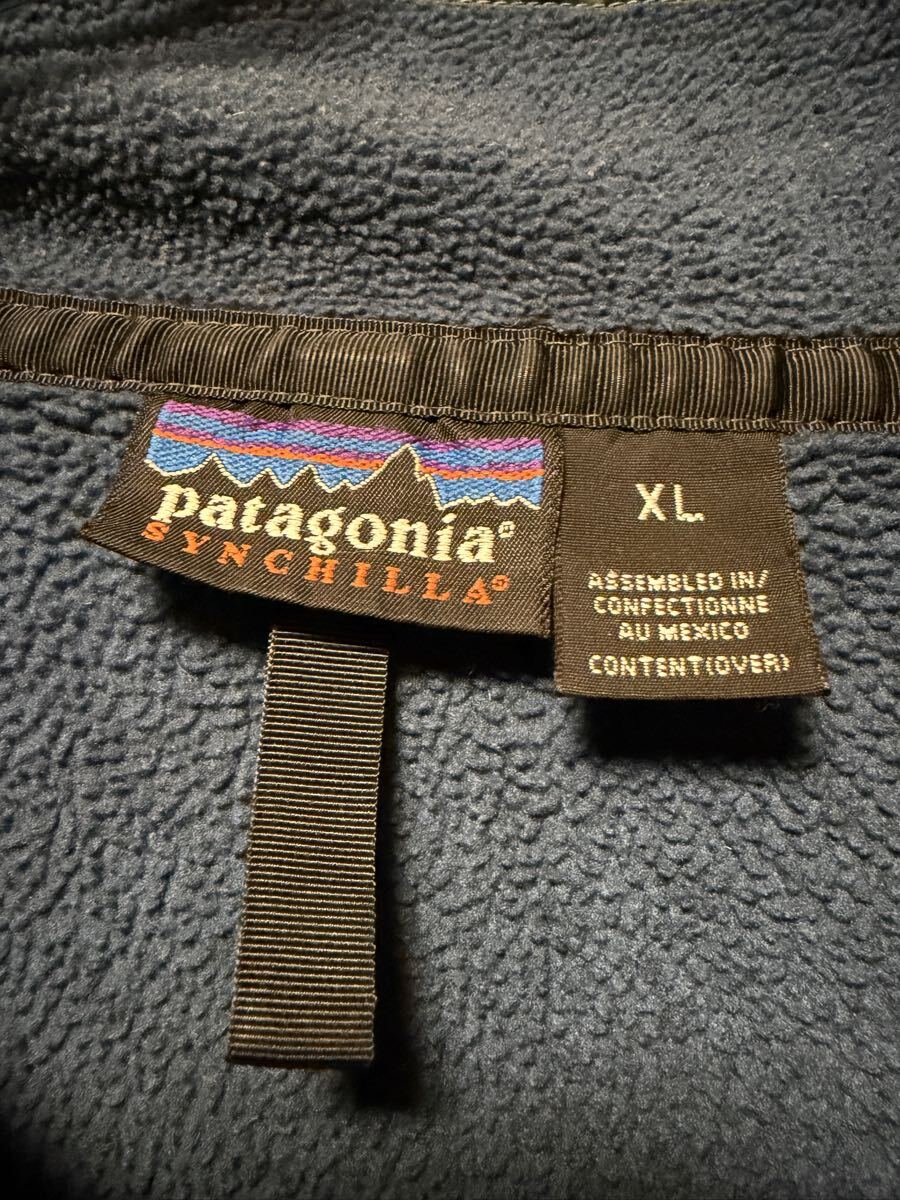 patagonia®
SYNCHILLA®
XL
ASSEMBLED IN/
CONFECTIONNE
AU MEXICO
CONTENT(OVER)